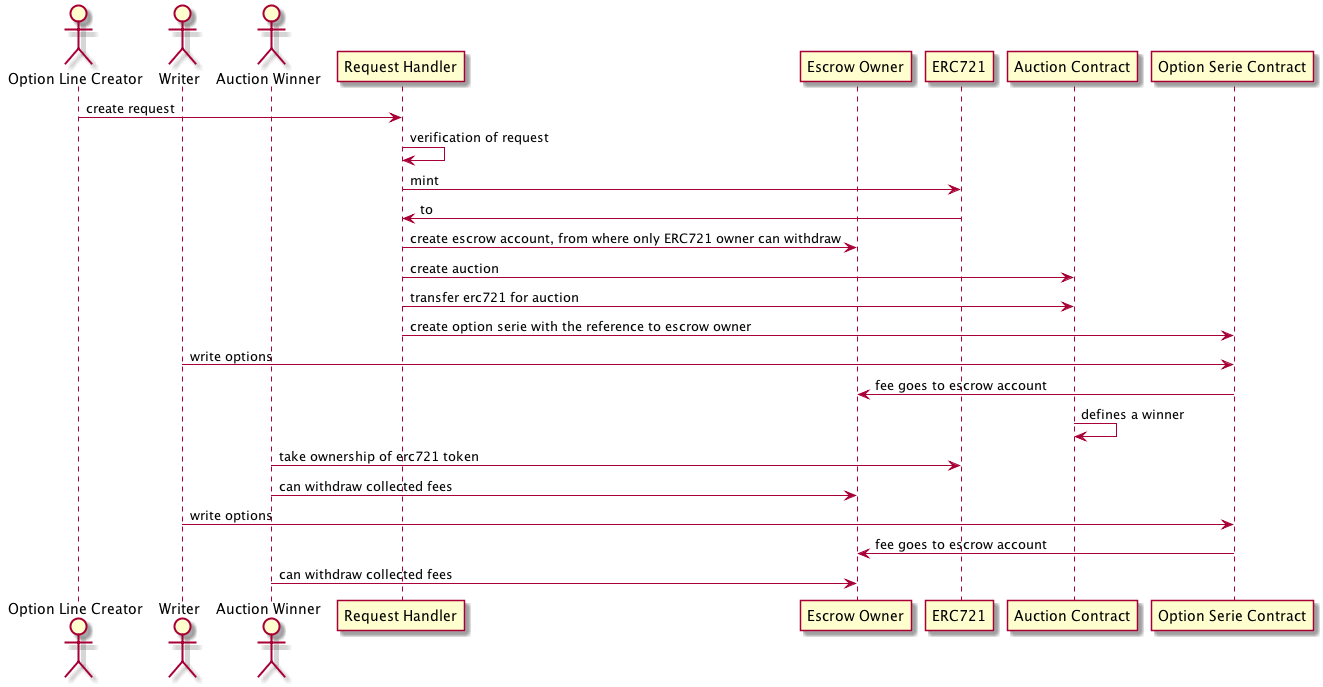 Option Line Creator
Writer
Auction Winner
Request Handler
Escrow Owner
ERC721
Auction Contract
Option Serie Contract
create request
verification of request
mint
to
create escrow account, from where only ERC721 owner can withdraw
create auction
transfer erc721 for auction
create option serie with the reference to escrow owner
write options
fee goes to escrow account
defines a winner
take ownership of erc721 token
can withdraw collected fees
write options
fee goes to escrow account
can withdraw collected fees
Option Line Creator
Writer
Auction Winner
Request Handler
Escrow Owner
ERC721
Auction Contract
Option Serie Contract